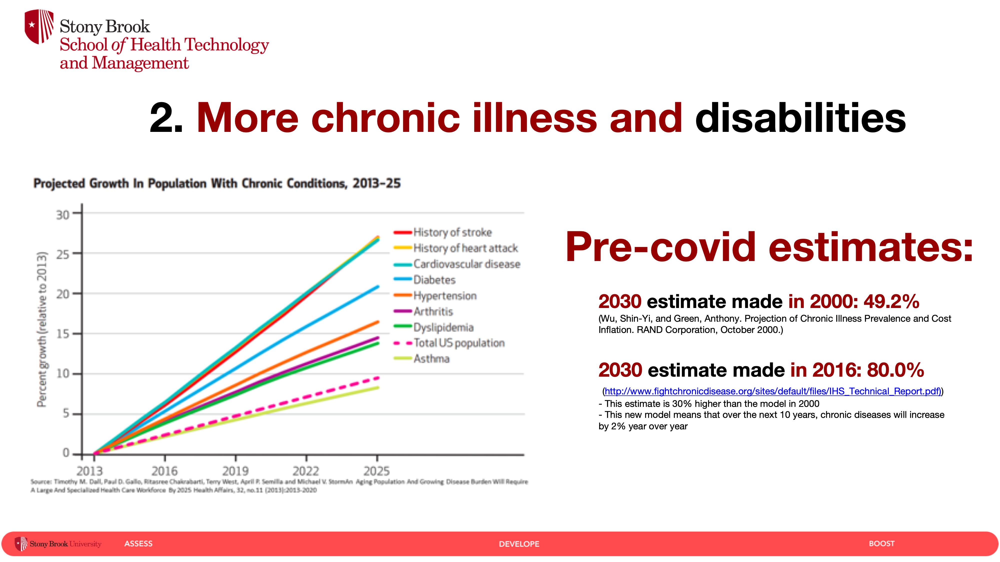 Stony Brook
School of Health Technology
and Management
2. More chronic illness and disabilities
Projected Growth In Population With Chronic Conditions, 2013–25
Percent growth (relative to 2013)
30
25
20
15
10
5
0
2013 2016 2019 2022 2025
History of stroke
History of heart attack
Cardiovascular disease
Diabetes
Hypertension
Arthritis
Dyslipidemia
Total US population
Asthma
Source: Timothy M. Dall, Paul D. Gallo, Ritasree Chakrabarti, Terry West, April P. Semilla and Michael V. StormAn Aging Population And Growing Disease Burden Will Require
A Large And Specialized Health Care Workforce By 2025 Health Affairs, 32, no.11 (2013):2013-2020
Pre-covid estimates:
2030 estimate made in 2000: 49.2%
(Wu, Shin-Yi, and Green, Anthony. Projection of Chronic Illness Prevalence and Cost
Inflation. RAND Corporation, October 2000.)
2030 estimate made in 2016: 80.0%
(http://www.fightchronicdisease.org/sites/default/files/IHS_Technical_Report.pdf))
- This estimate is 30% higher than the model in 2000
- This new model means that over the next 10 years, chronic diseases will increase
by 2% year over year
Stony Brook University ASSESS DEVELOPE BOOST